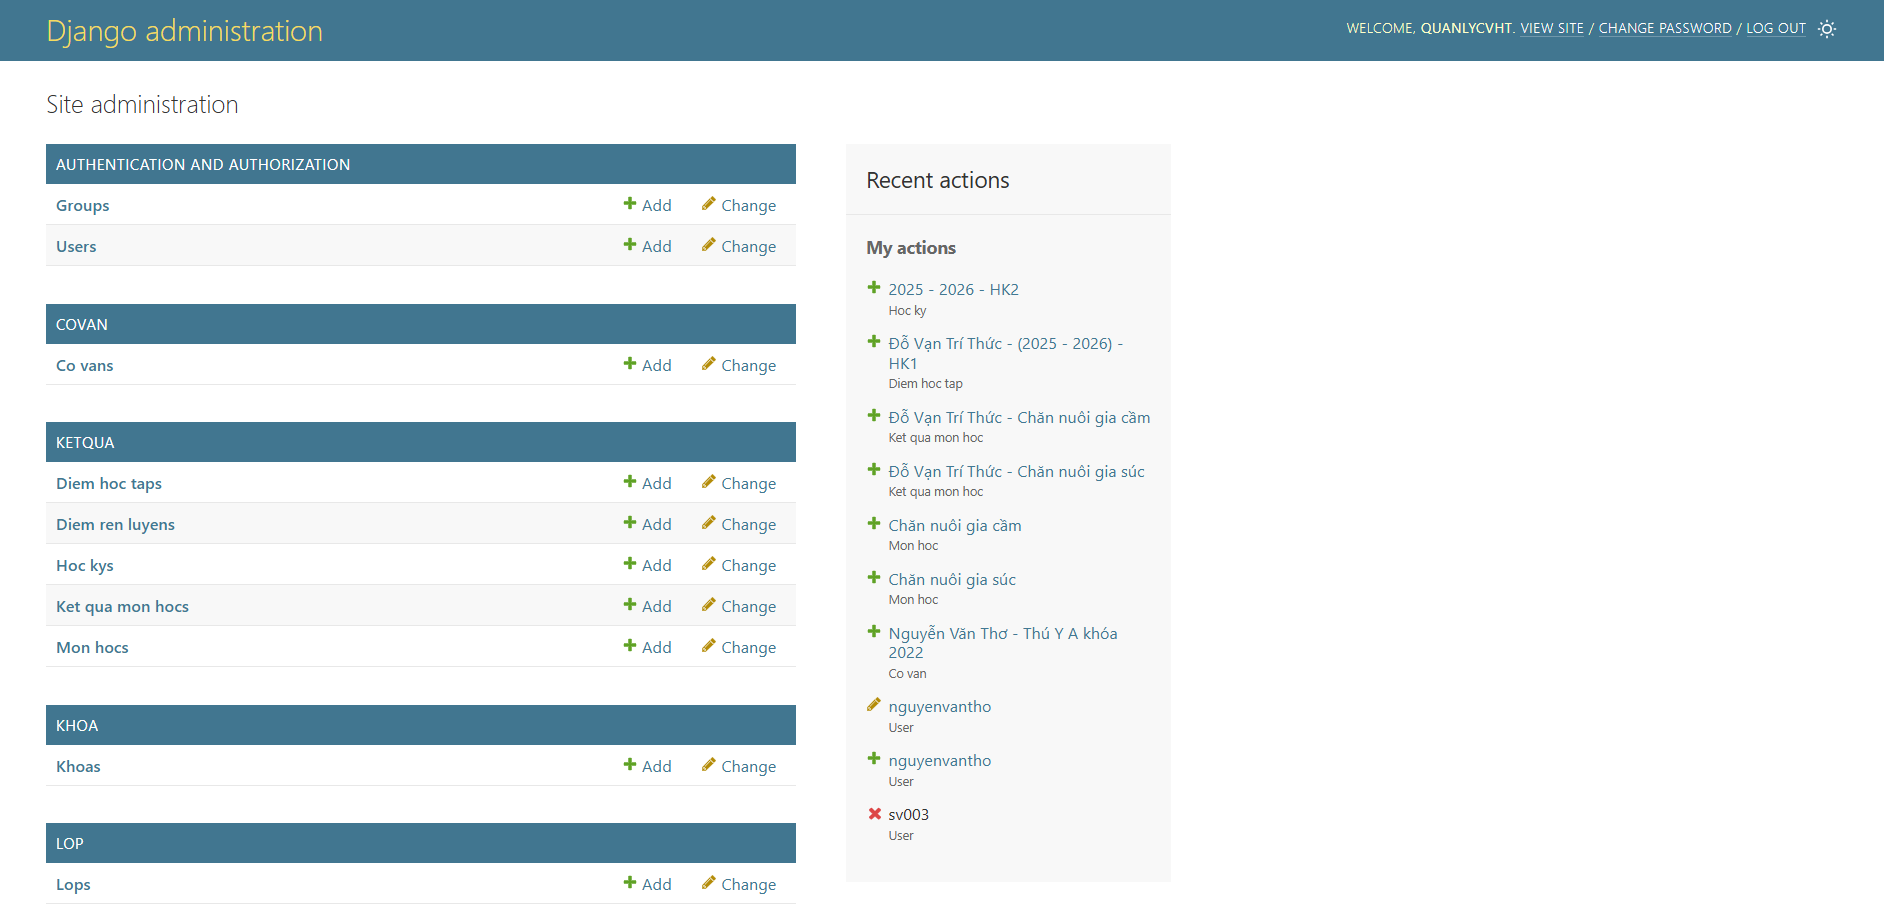 Django administration
WELCOME, QUANLYCVHT. VIEW SITE / CHANGE PASSWORD / LOG OUT
Site administration
AUTHENTICATION AND AUTHORIZATION
Groups Add Change
Users Add Change
COVAN
Co vans Add Change
KETQUA
Diem hoc taps Add Change
Diem ren luyens Add Change
Hoc kys Add Change
Ket qua mon hocs Add Change
Mon hocs Add Change
KHOA
Khoas Add Change
LOP
Lops Add Change
Recent actions
My actions
2025 - 2026 - HK2
Hoc ky
Đỗ Vạn Trí Thức - (2025 - 2026) -
HK1
Diem hoc tap
Đỗ Vạn Trí Thức - Chăn nuôi gia cầm
Ket qua mon hoc
Đỗ Vạn Trí Thức - Chăn nuôi gia súc
Ket qua mon hoc
Chăn nuôi gia cầm
Mon hoc
Chăn nuôi gia súc
Mon hoc
Nguyễn Văn Thơ - Thú Y A khóa
2022
Co van
nguyenvantho
User
nguyenvantho
User
sv003
User